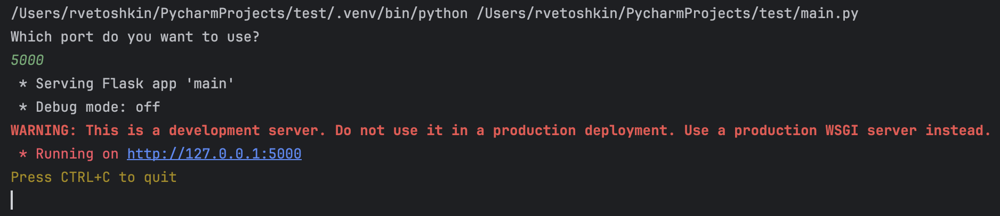 /Users/rvetoshkin/PycharmProjects/test/.venv/bin/python /Users/rvetoshkin/PycharmProjects/test/main.py
Which port do you want to use?
5000
 * Serving Flask app 'main'
 * Debug mode: off
WARNING: This is a development server. Do not use it in a production deployment. Use a production WSGI server instead.
 * Running on http://127.0.0.1:5000
Press CTRL+C to quit